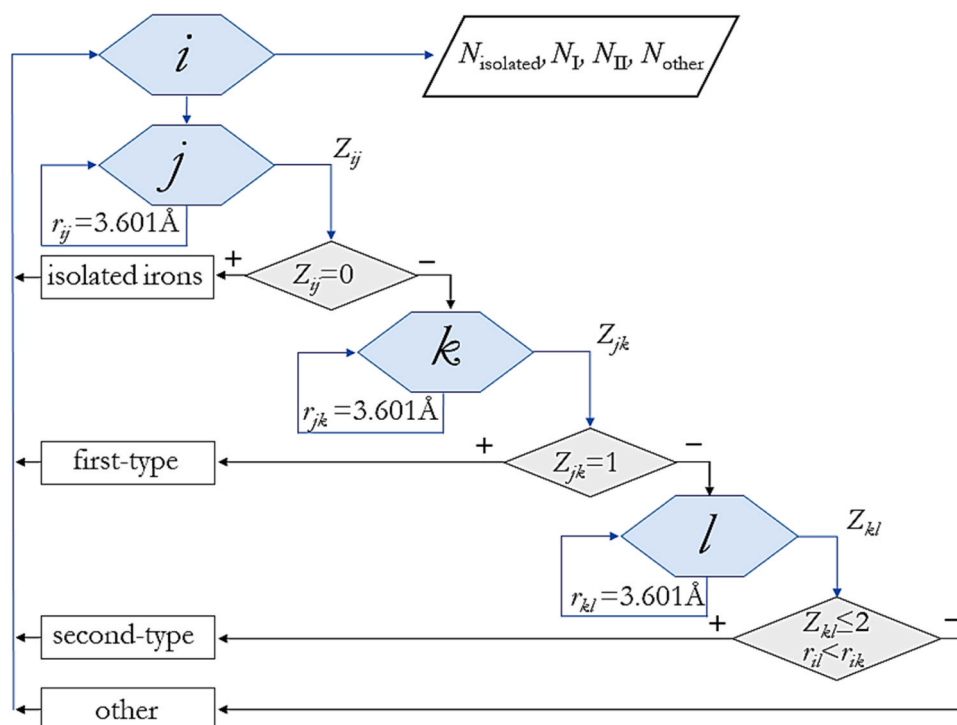 i
N_isolated, N_I, N_II, N_other
j
Z_ij
r_ij=3.601Å
isolated irons
+
Z_ij=0
−
k
Z_jk
r_jk=3.601Å
first-type
+
Z_jk=1
−
l
Z_kl
r_kl=3.601Å
second-type
+
Z_kl≤2
r_il<r_ik
−
other